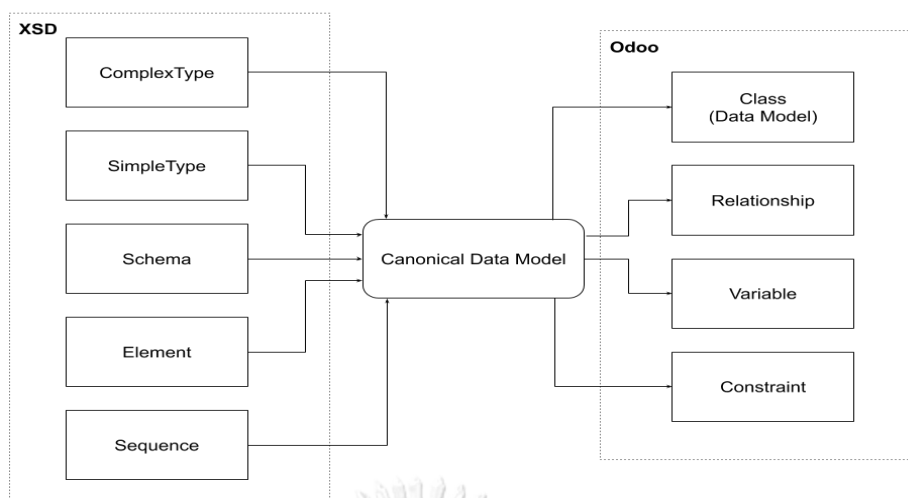 XSD
ComplexType
SimpleType
Schema
Element
Sequence
Canonical Data Model
Odoo
Class
(Data Model)
Relationship
Variable
Constraint